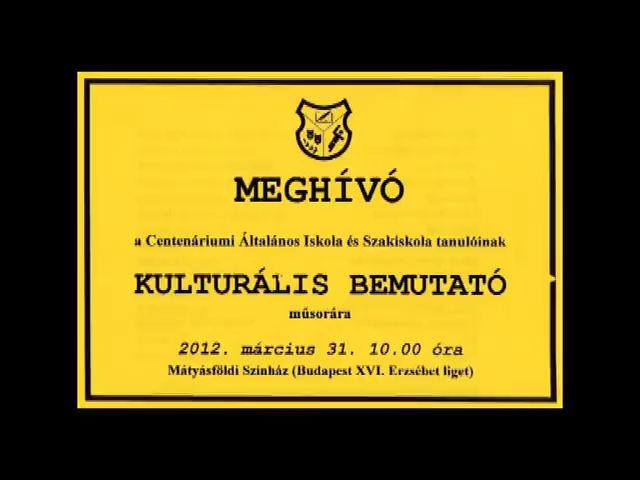 MEGHÍVÓ
a Centenáriumi Általános Iskola és Szakiskola tanulóinak
KULTURÁLIS BEMUTATÓ
műsorára
2012. március 31. 10.00 óra
Mátyásföldi Színház (Budapest XVI. Erzsébet liget)